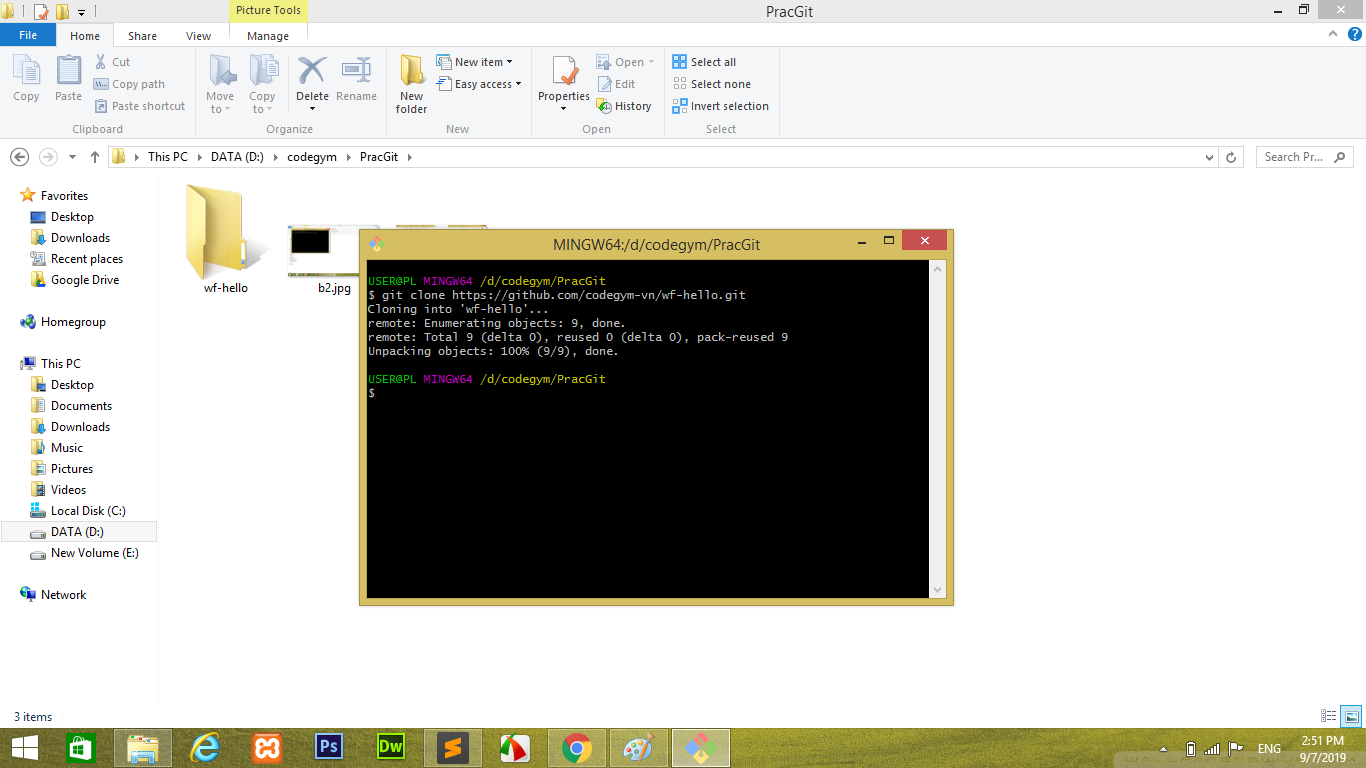 Picture Tools
PracGit
File Home Share View Manage
Copy
Paste
Cut
Copy path
Paste shortcut
Clipboard
Move to
Copy to
Delete
Rename
Organize
New folder
New item
Easy access
New
Properties
Open
Edit
History
Open
Select all
Select none
Invert selection
Select
This PC DATA (D:) codegym PracGit
Search Pr...
Favorites
Desktop
Downloads
Recent places
Google Drive
Homegroup
This PC
Desktop
Documents
Downloads
Music
Pictures
Videos
Local Disk (C:)
DATA (D:)
New Volume (E:)
Network
wf-hello
b2.jpg
MINGW64:/d/codegym/PracGit
USER@PL MINGW64 /d/codegym/PracGit
$ git clone https://github.com/codegym-vn/wf-hello.git
Cloning into 'wf-hello'...
remote: Enumerating objects: 9, done.
remote: Total 9 (delta 0), reused 0 (delta 0), pack-reused 9
Unpacking objects: 100% (9/9), done.
USER@PL MINGW64 /d/codegym/PracGit
$
3 items
Ps
Dw
ENG
2:51 PM
9/7/2019